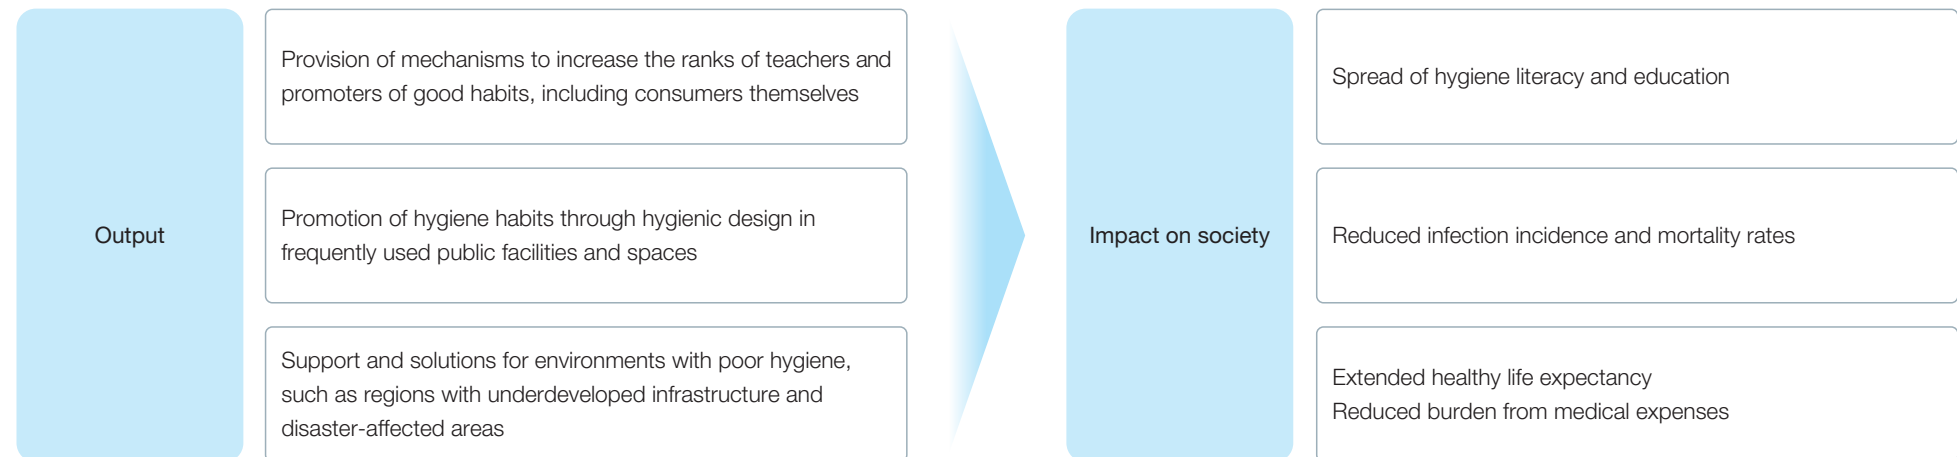 Output
Provision of mechanisms to increase the ranks of teachers and
promoters of good habits, including consumers themselves
Promotion of hygiene habits through hygienic design in
frequently used public facilities and spaces
Support and solutions for environments with poor hygiene,
such as regions with underdeveloped infrastructure and
disaster-affected areas
Impact on society
Spread of hygiene literacy and education
Reduced infection incidence and mortality rates
Extended healthy life expectancy
Reduced burden from medical expenses